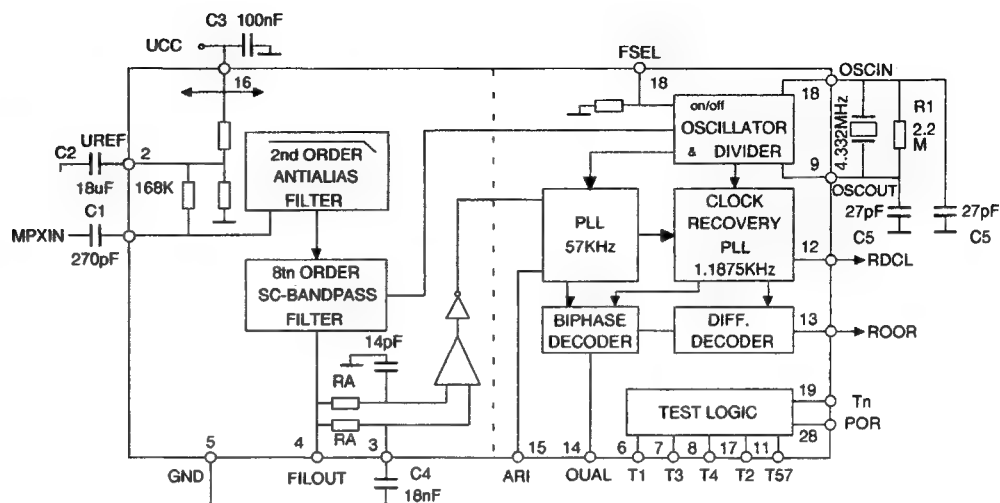 C3 100nF
UCC
FSEL
16
18
OSCIN
18
on/off
OSCILLATOR
& DIVIDER
4.332MHz
R1
2.2
M
UREF
C2
2
18uF
168K
2nd ORDER
ANTIALIAS
FILTER
9
OSCOUT
C1
MPXIN
270pF
PLL
57KHz
CLOCK
RECOVERY
PLL
1.1875KHz
27pF
C5
27pF
C5
12
RDCL
8tn ORDER
SC-BANDPASS
FILTER
BIPHASE
DECODER
DIFF.
DECODER
13
ROOR
14pF
RA
RA
TEST LOGIC
19
Tn
POR
28
5
4
3
15
14
6
7
8
17
11
GND
FILOUT
C4
18nF
ARI
OUAL
T1
T3
T4
T2
T57